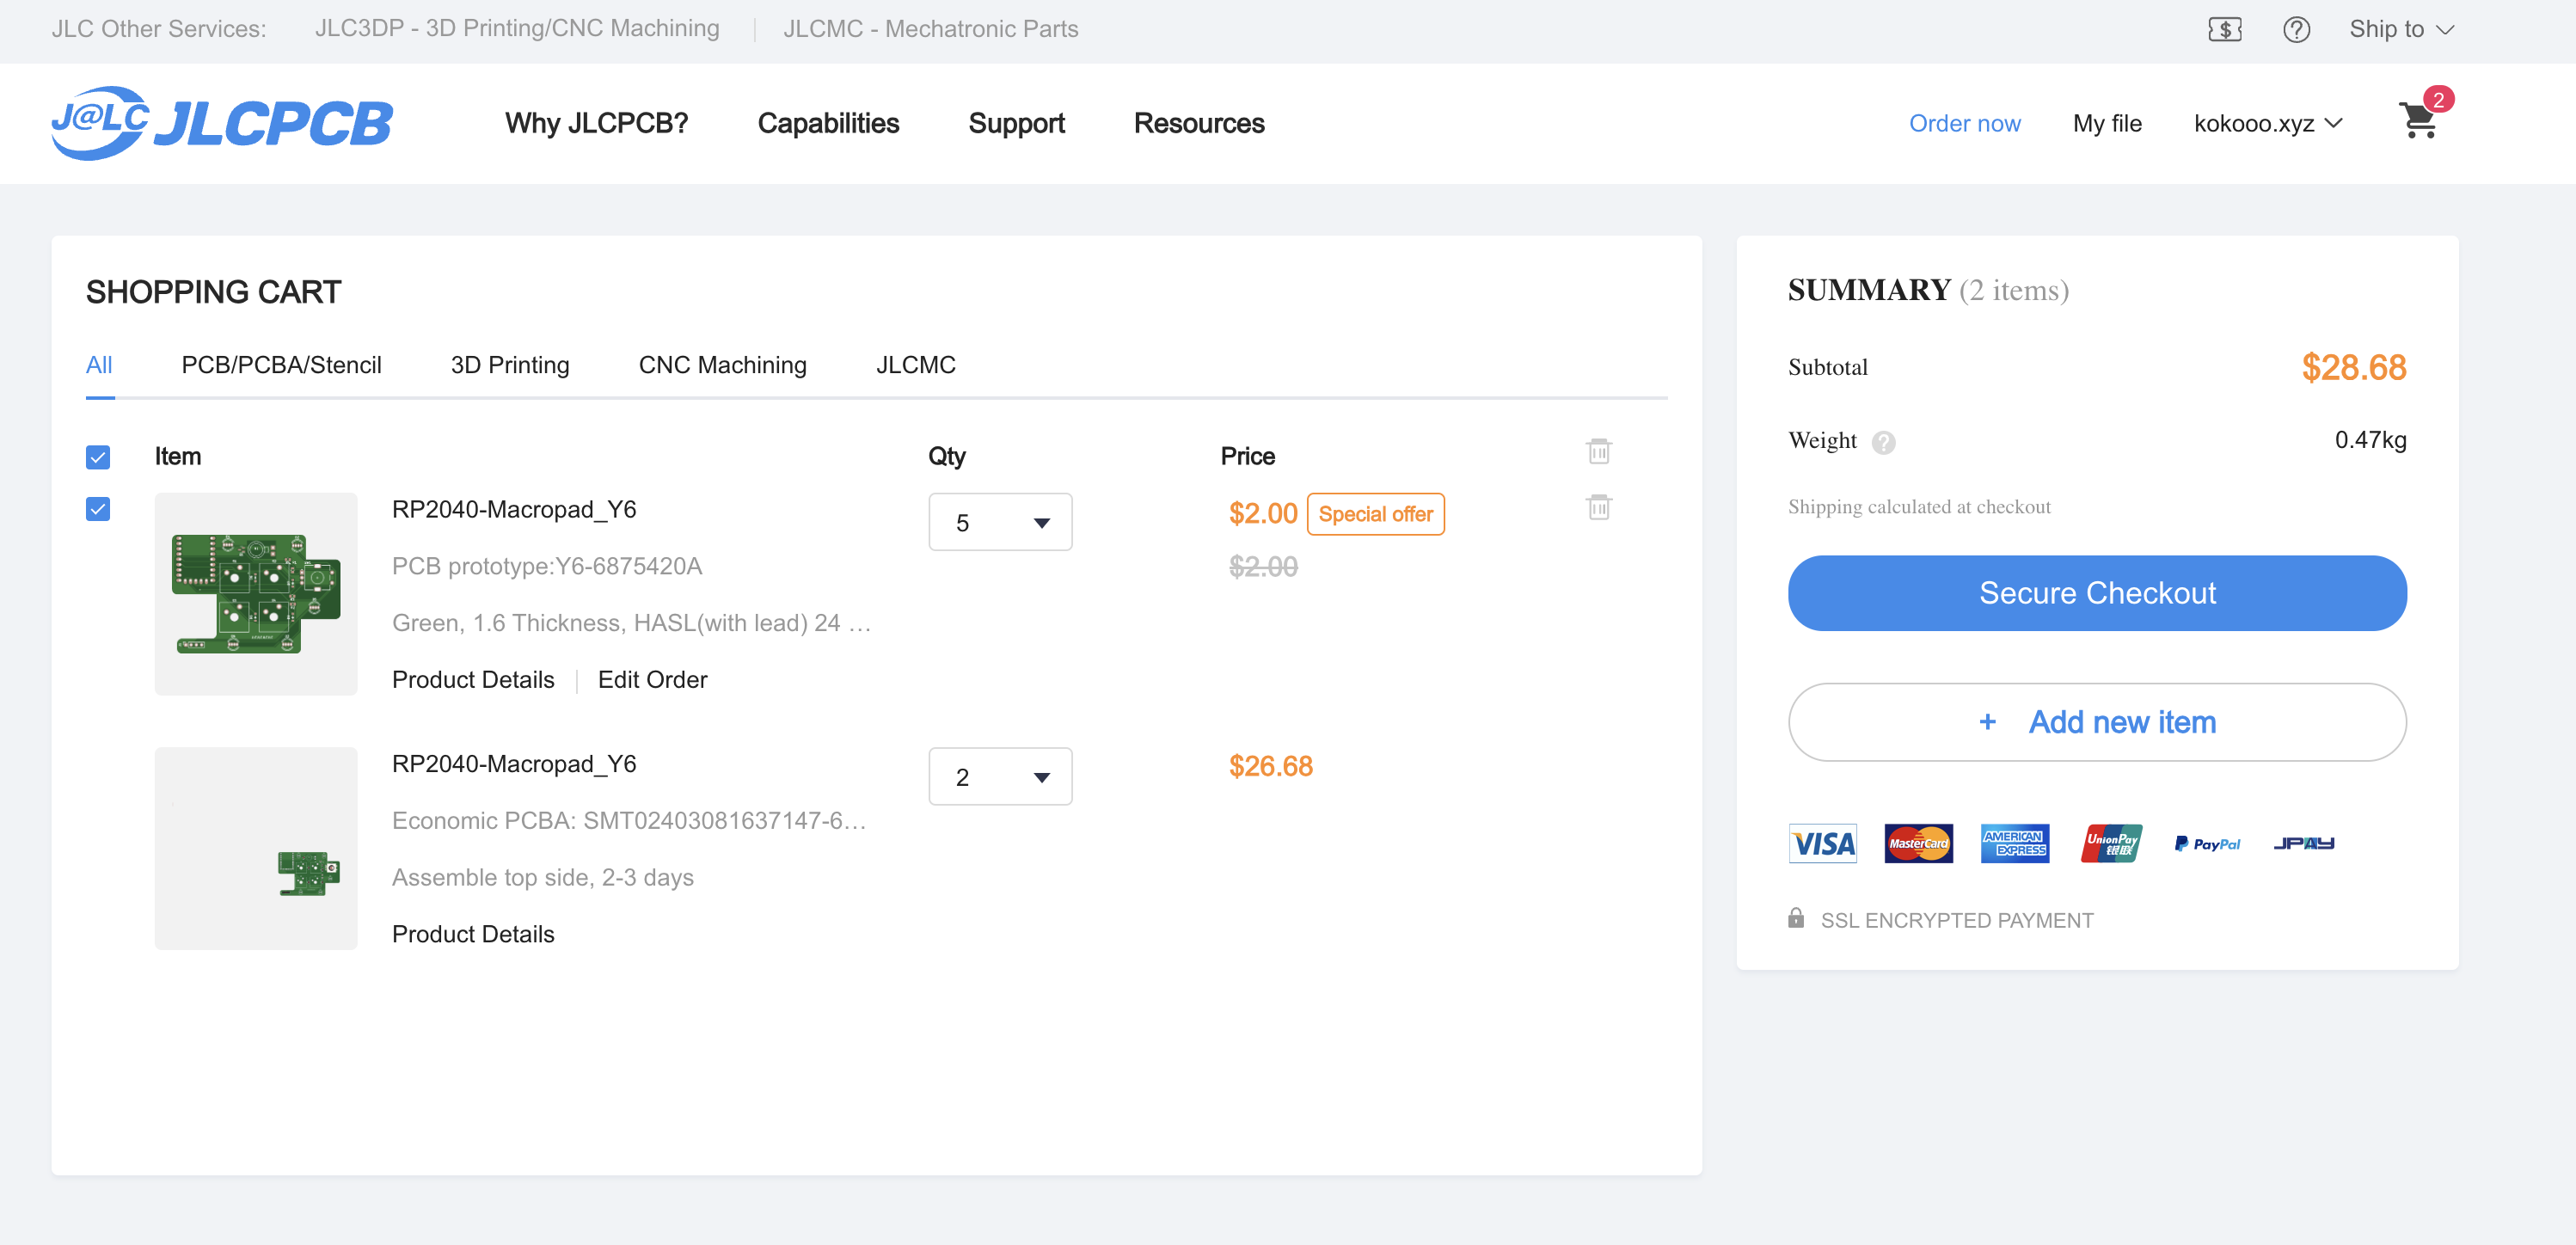 JLC Other Services: JLC3DP - 3D Printing/CNC Machining JLCMC - Mechatronic Parts Ship to
J@LC JLCPCB Why JLCPCB? Capabilities Support Resources Order now My file kokooo.xyz 2
SHOPPING CART
All PCB/PCBA/Stencil 3D Printing CNC Machining JLCMC
Item Qty Price
RP2040-Macropad_Y6 5 $2.00 Special offer
PCB prototype:Y6-6875420A $2.00
Green, 1.6 Thickness, HASL(with lead) 24 …
Product Details Edit Order
RP2040-Macropad_Y6 2 $26.68
Economic PCBA: SMT02403081637147-6…
Assemble top side, 2-3 days
Product Details
SUMMARY (2 items)
Subtotal $28.68
Weight ? 0.47kg
Shipping calculated at checkout
Secure Checkout
+ Add new item
VISA MasterCard AMERICAN EXPRESS UnionPay 银联 PayPal JPAY
SSL ENCRYPTED PAYMENT